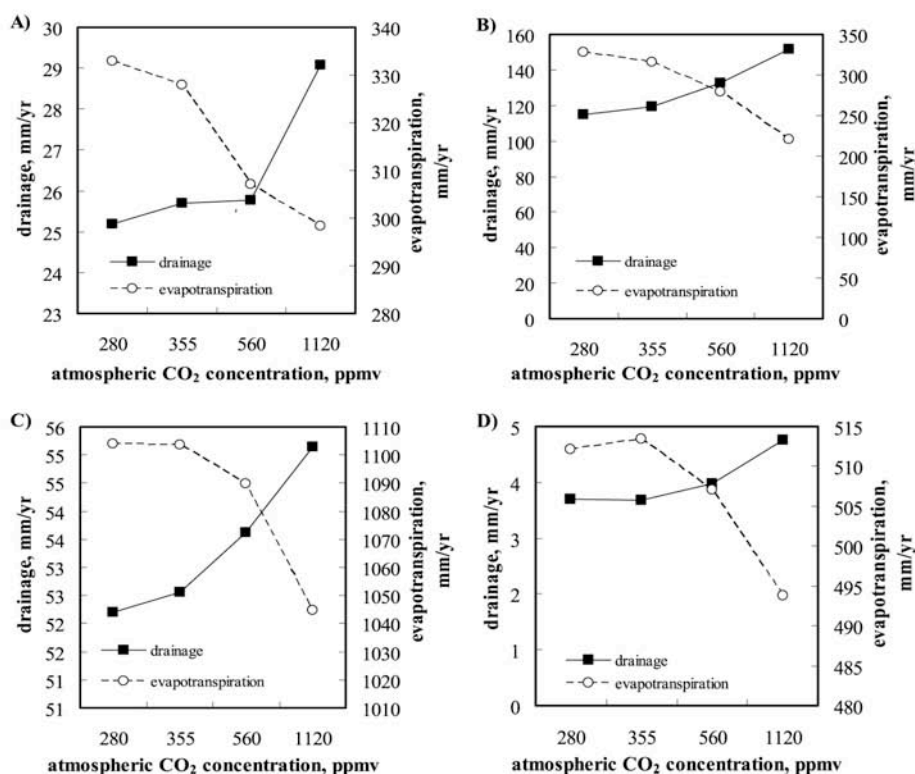 A)
drainage, mm/yr
30
29
28
27
26
25
24
23
340
330
320
310
300
290
280
evapotranspiration,
mm/yr
drainage
evapotranspiration
280 355 560 1120
atmospheric CO₂ concentration, ppmv
B)
drainage, mm/yr
160
140
120
100
80
60
40
20
0
350
300
250
200
150
100
50
0
evapotranspiration,
mm/yr
drainage
evapotranspiration
280 355 560 1120
atmospheric CO₂ concentration, ppmv
C)
drainage, mm/yr
56
55
55
54
54
53
53
52
52
51
51
1110
1100
1090
1080
1070
1060
1050
1040
1030
1020
1010
evapotranspiration,
mm/yr
drainage
evapotranspiration
280 355 560 1120
atmospheric CO₂ concentration, ppmv
D)
drainage, mm/yr
5
4
3
2
1
0
515
510
505
500
495
490
485
480
evapotranspiration,
mm/yr
drainage
evapotranspiration
280 355 560 1120
atmospheric CO₂ concentration, ppmv